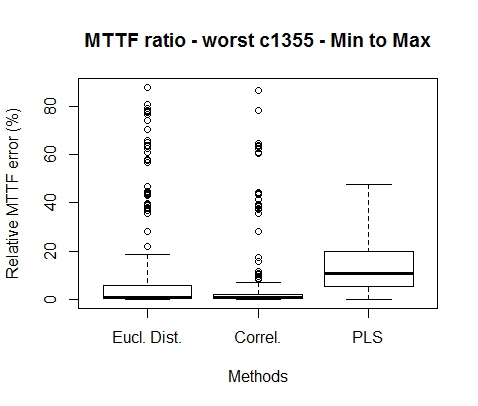 MTTF ratio - worst c1355 - Min to Max
Relative MTTF error (%)
80
60
40
20
0
Eucl. Dist. Correl. PLS
Methods